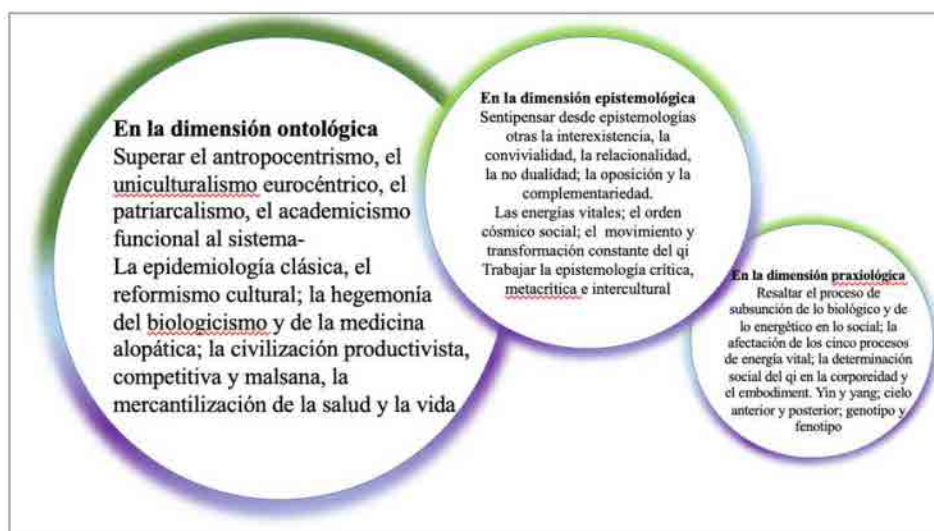 En la dimensión ontológica
Superar el antropocentrismo, el
uniculturalismo eurocéntrico, el
patriarcalismo, el academicismo
funcional al sistema-
La epidemiología clásica, el
reformismo cultural; la hegemonía
del biologicismo y de la medicina
alopática; la civilización productivista,
competitiva y malsana, la
mercantilización de la salud y la vida
En la dimensión epistemológica
Sentipensar desde epistemologías
otras la interexistencia, la
convivialidad, la relacionalidad,
la no dualidad; la oposición y la
complementariedad.
Las energías vitales; el orden
cósmico social; el movimiento y
transformación constante del qi
Trabajar la epistemología crítica,
metacrítica e intercultural
En la dimensión praxiológica
Resaltar el proceso de
subsunción de lo biológico y de
lo energético en lo social; la
afectación de los cinco procesos
de energía vital; la determinación
social del qi en la corporeidad y
el embodiment. Yin y yang; cielo
anterior y posterior; genotipo y
fenotipo